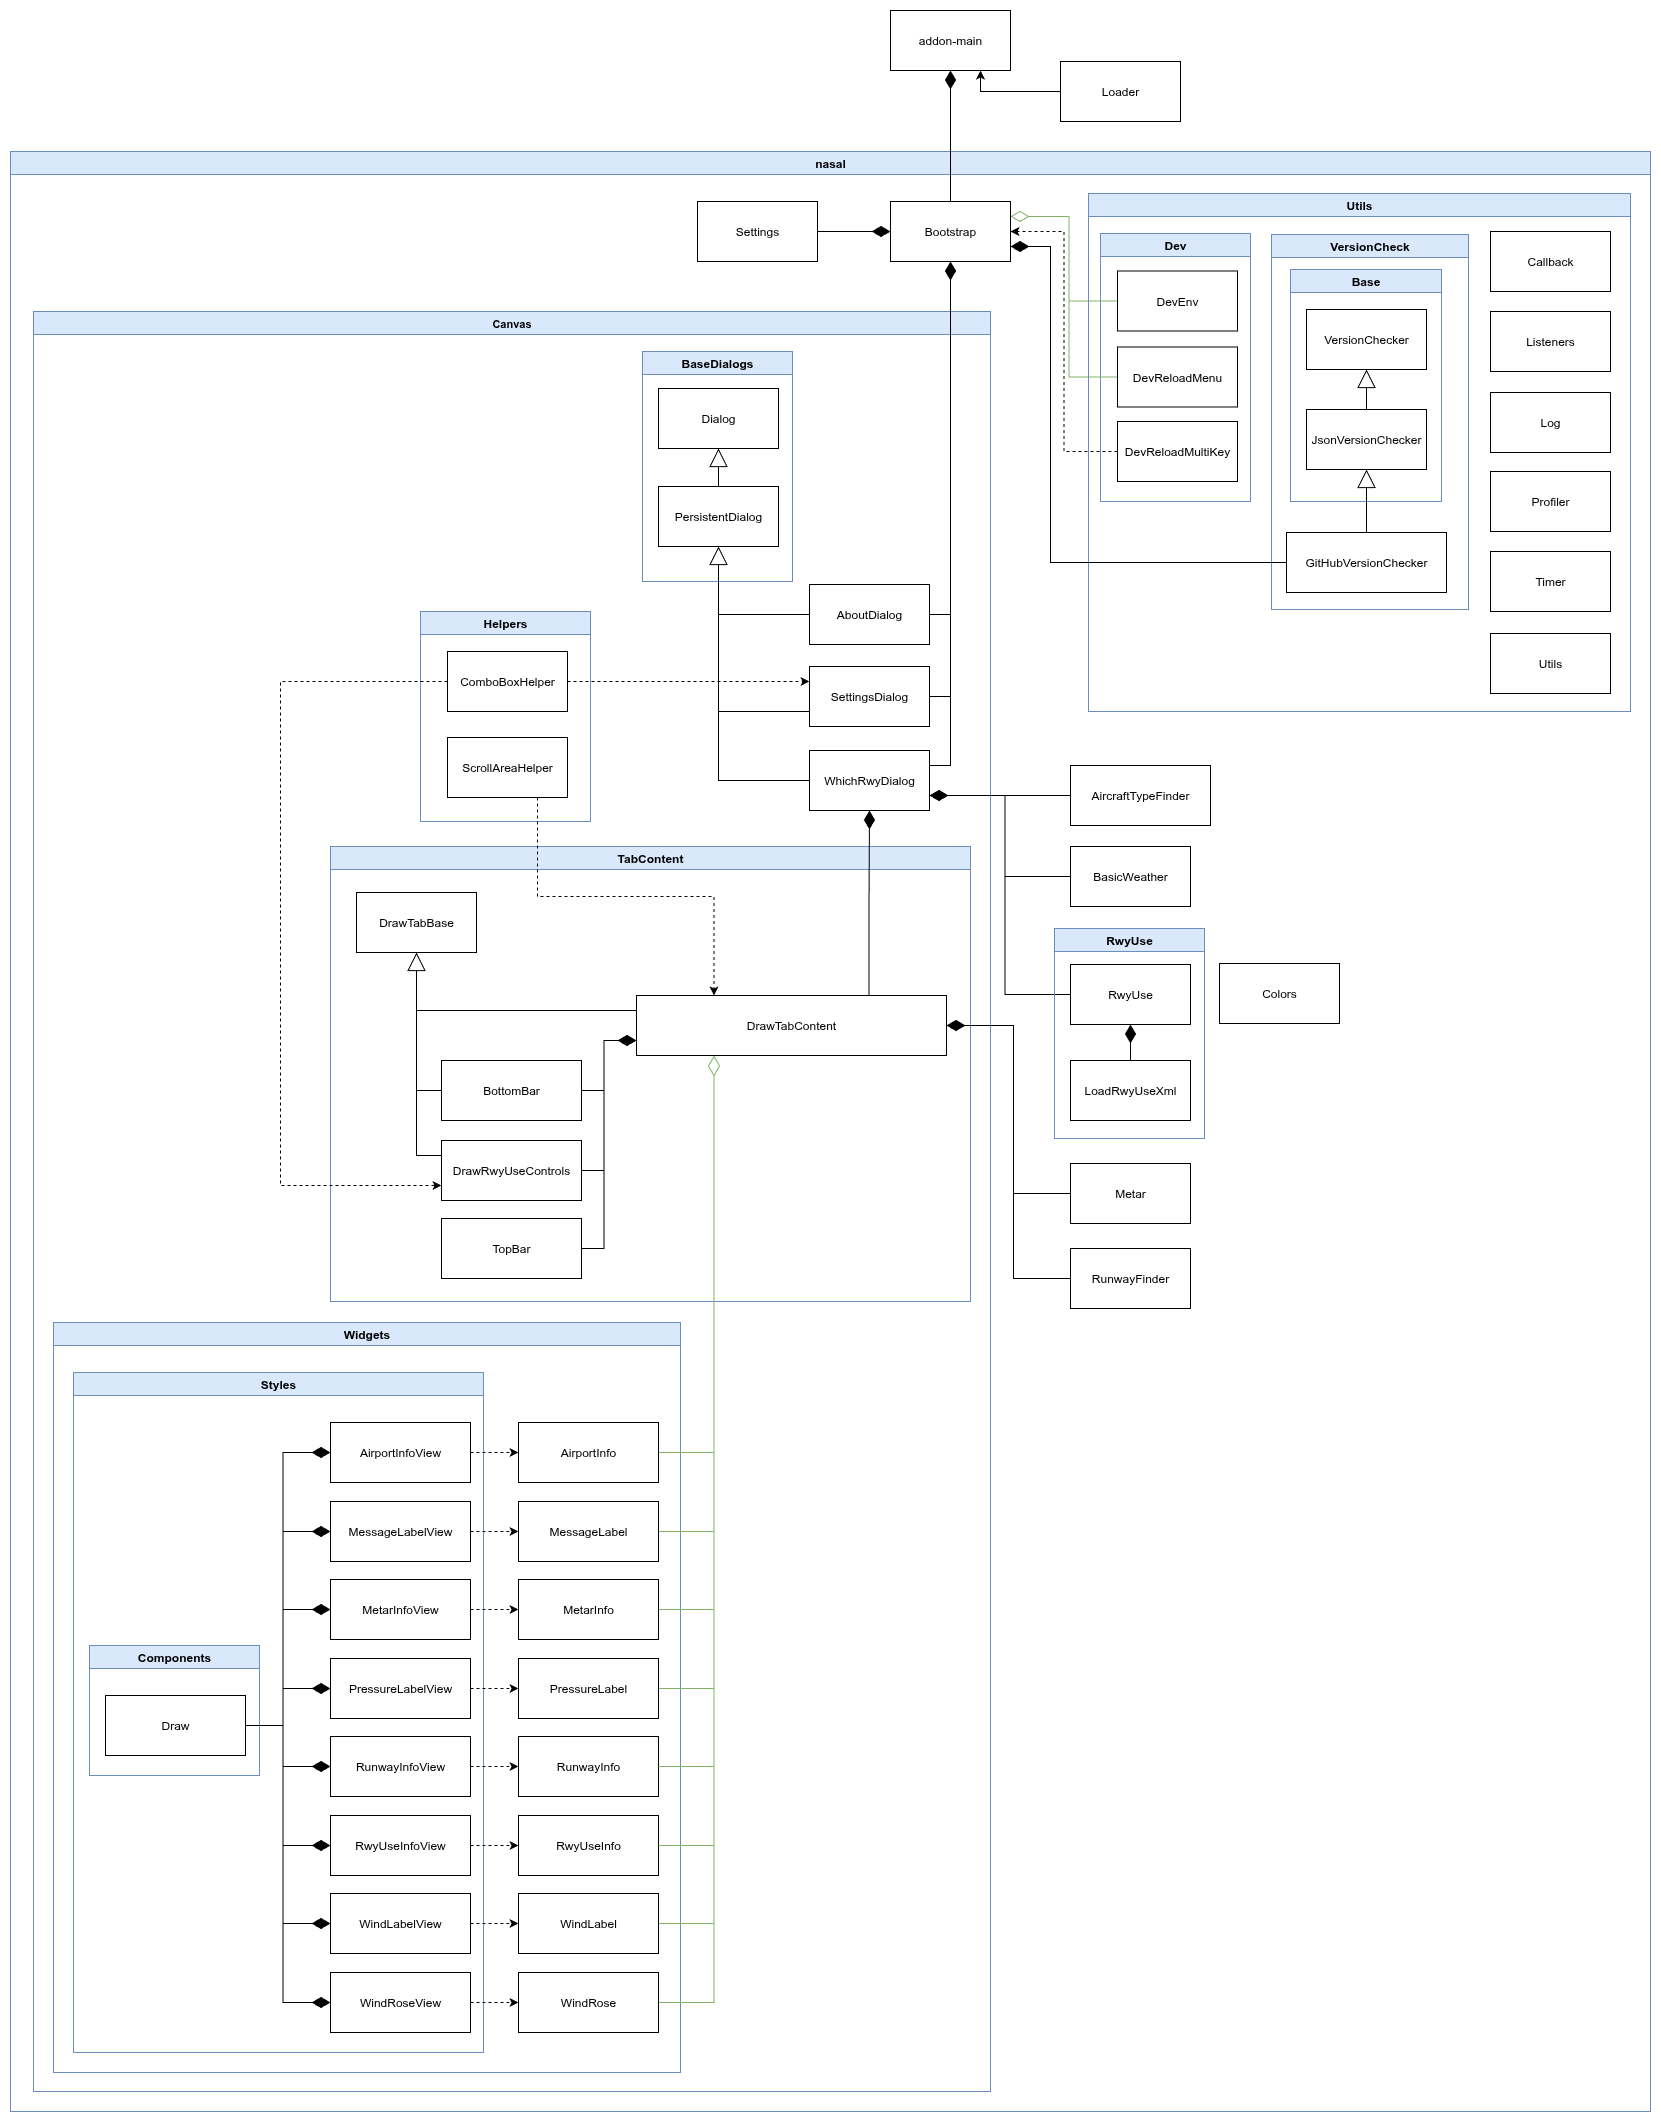 addon-main
Loader
nasal
Settings
Bootstrap
Utils
Dev
DevEnv
DevReloadMenu
DevReloadMultiKey
VersionCheck
Base
VersionChecker
JsonVersionChecker
GitHubVersionChecker
Callback
Listeners
Log
Profiler
Timer
Utils
Canvas
BaseDialogs
Dialog
PersistentDialog
AboutDialog
SettingsDialog
WhichRwyDialog
Helpers
ComboBoxHelper
ScrollAreaHelper
AircraftTypeFinder
BasicWeather
RwyUse
RwyUse
LoadRwyUseXml
Colors
Metar
RunwayFinder
TabContent
DrawTabBase
DrawTabContent
BottomBar
DrawRwyUseControls
TopBar
Widgets
Styles
AirportInfoView
AirportInfo
MessageLabelView
MessageLabel
MetarInfoView
MetarInfo
Components
Draw
PressureLabelView
PressureLabel
RunwayInfoView
RunwayInfo
RwyUseInfoView
RwyUseInfo
WindLabelView
WindLabel
WindRoseView
WindRose